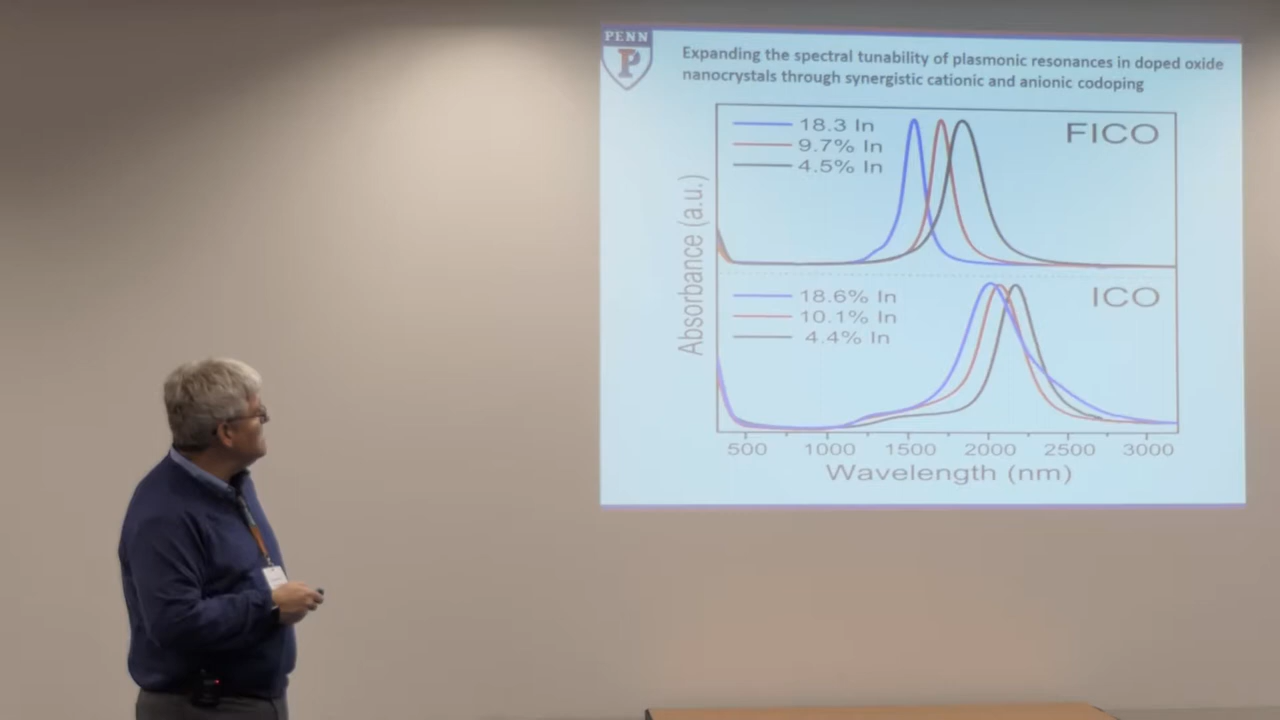 PENN
P
Expanding the spectral tunability of plasmonic resonances in doped oxide
nanocrystals through synergistic cationic and anionic codoping
18.3 In
9.7% In
4.5% In
FICO
Absorbance (a.u.)
18.6% In
10.1% In
4.4% In
ICO
500 1000 1500 2000 2500 3000
Wavelength (nm)